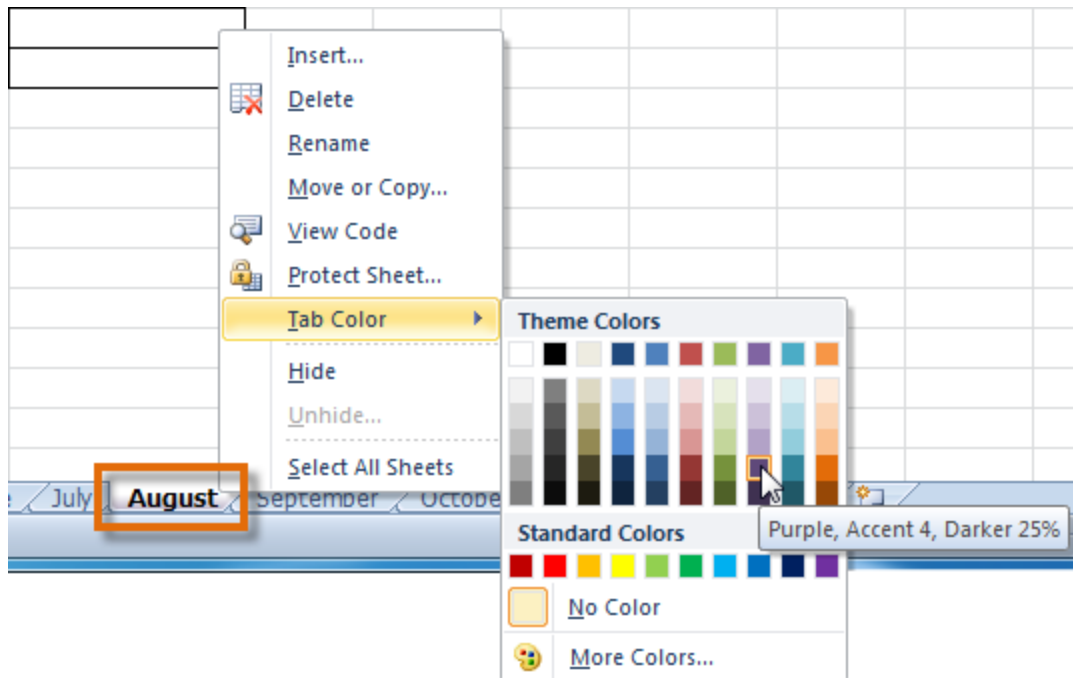 Insert...
Delete
Rename
Move or Copy...
View Code
Protect Sheet...
Tab Color
Hide
Unhide...
Select All Sheets
Theme Colors
July August September Octobe
Purple, Accent 4, Darker 25%
Standard Colors
No Color
More Colors...